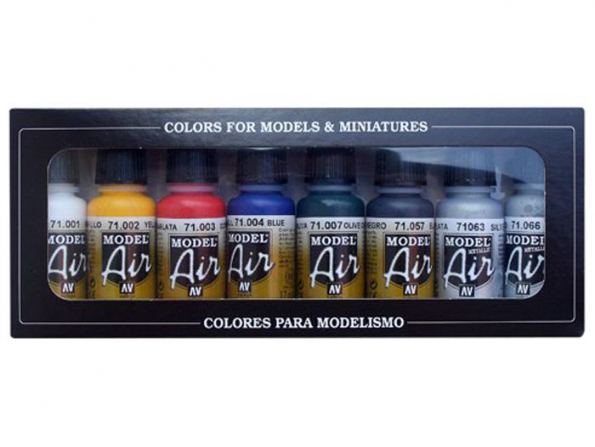 COLORS FOR MODELS & MINIATURES
71.001
MODEL
Air
AV
71.002
MODEL
Air
AV
71.003
MODEL
Air
AV
71.004 BLUE
MODEL
Air
AV
71.007
MODEL
Air
AV
71.057
MODEL
Air
AV
71063
MODEL
METALLIC
Air
AV
71.066
MODEL
Air
AV
COLORES PARA MODELISMO